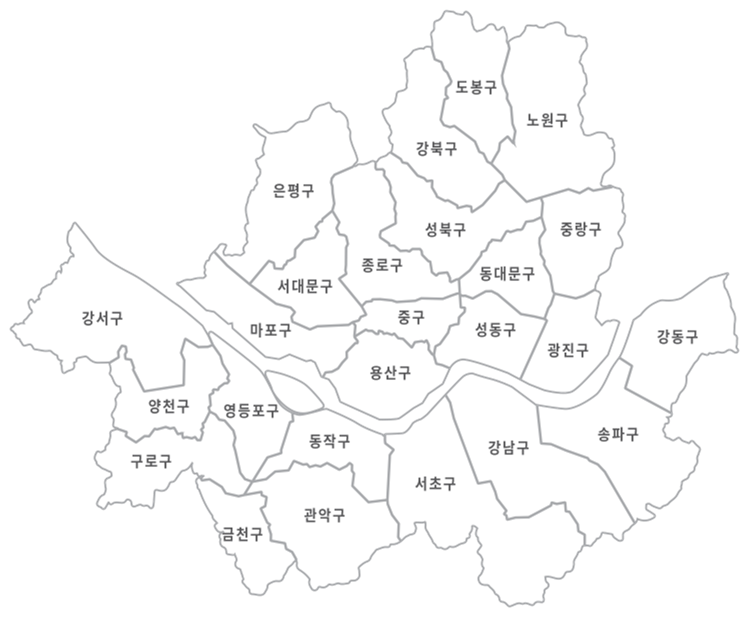 도봉구
노원구
강북구
은평구
성북구
중랑구
종로구
동대문구
서대문구
강서구
마포구
중구
성동구
강동구
광진구
용산구
양천구
영등포구
동작구
송파구
강남구
구로구
서초구
관악구
금천구